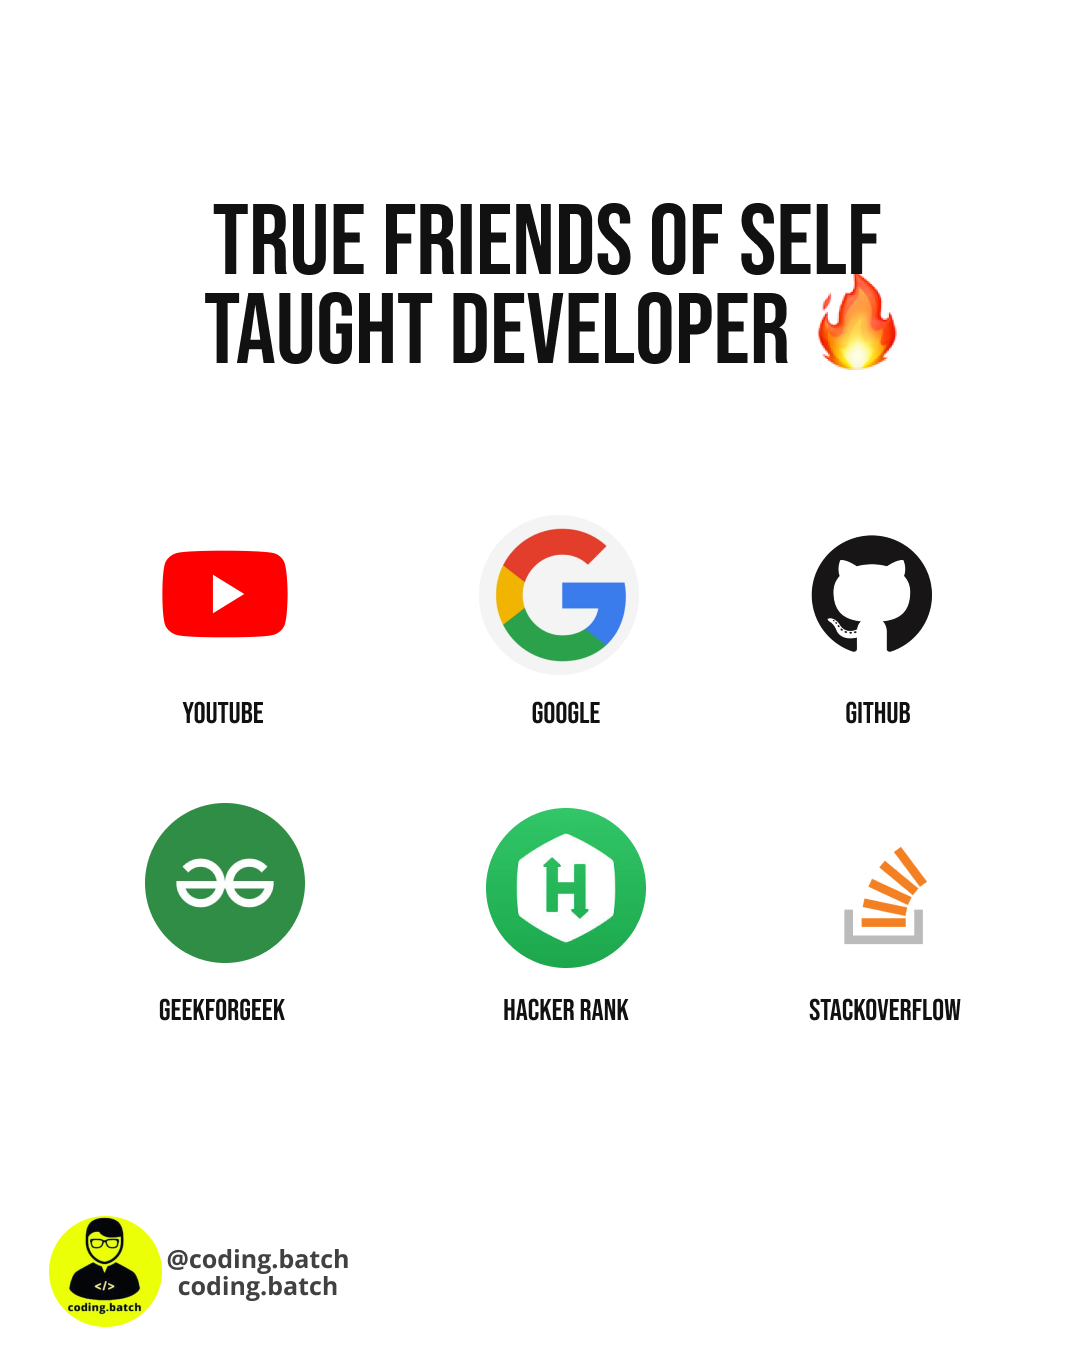 TRUE FRIENDS OF SELF
TAUGHT DEVELOPER 🔥
YOUTUBE
GOOGLE
GITHUB
GEEKFORGEEK
HACKER RANK
STACKOVERFLOW
@coding.batch
coding.batch
</>
coding.batch